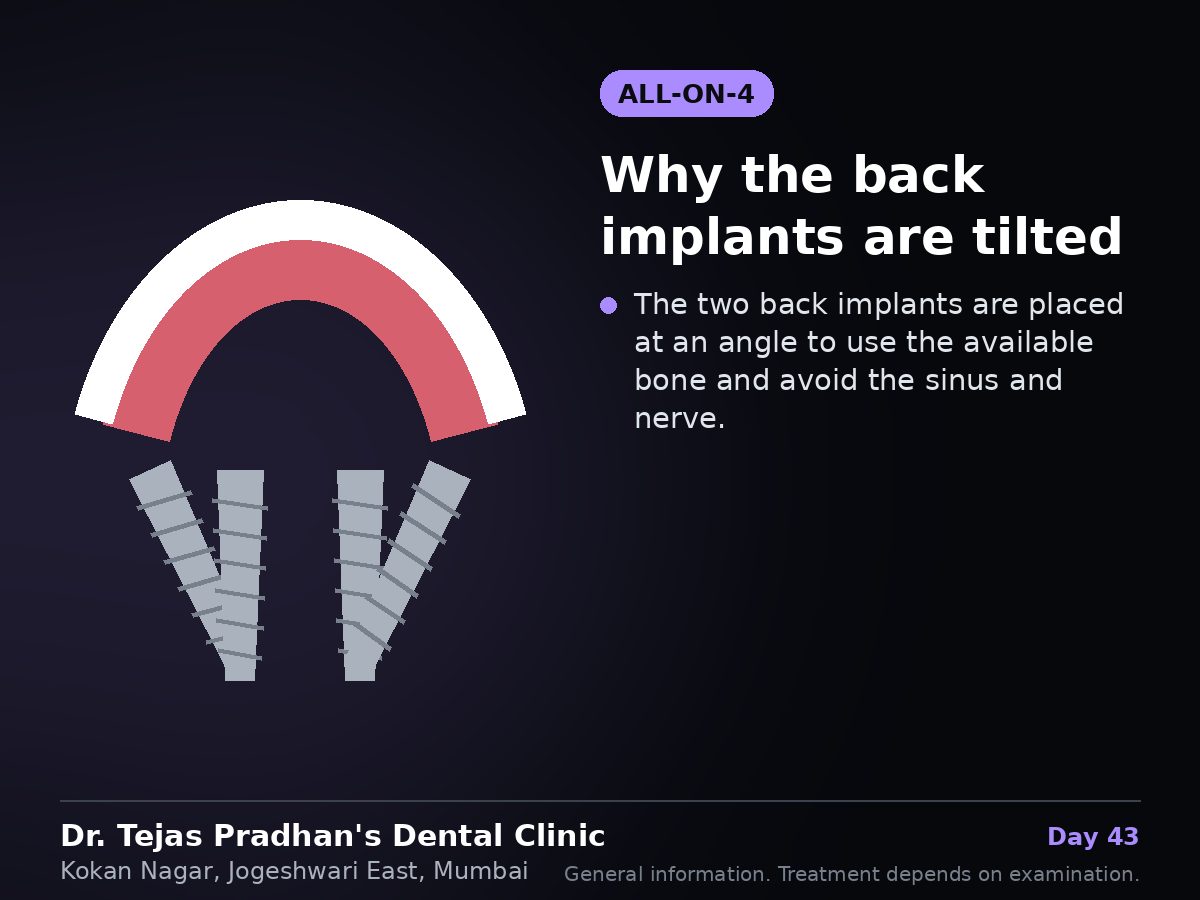 ALL-ON-4
Why the back
implants are tilted
The two back implants are placed
at an angle to use the available
bone and avoid the sinus and
nerve.
Dr. Tejas Pradhan's Dental Clinic
Day 43
Kokan Nagar, Jogeshwari East, Mumbai
General information. Treatment depends on examination.